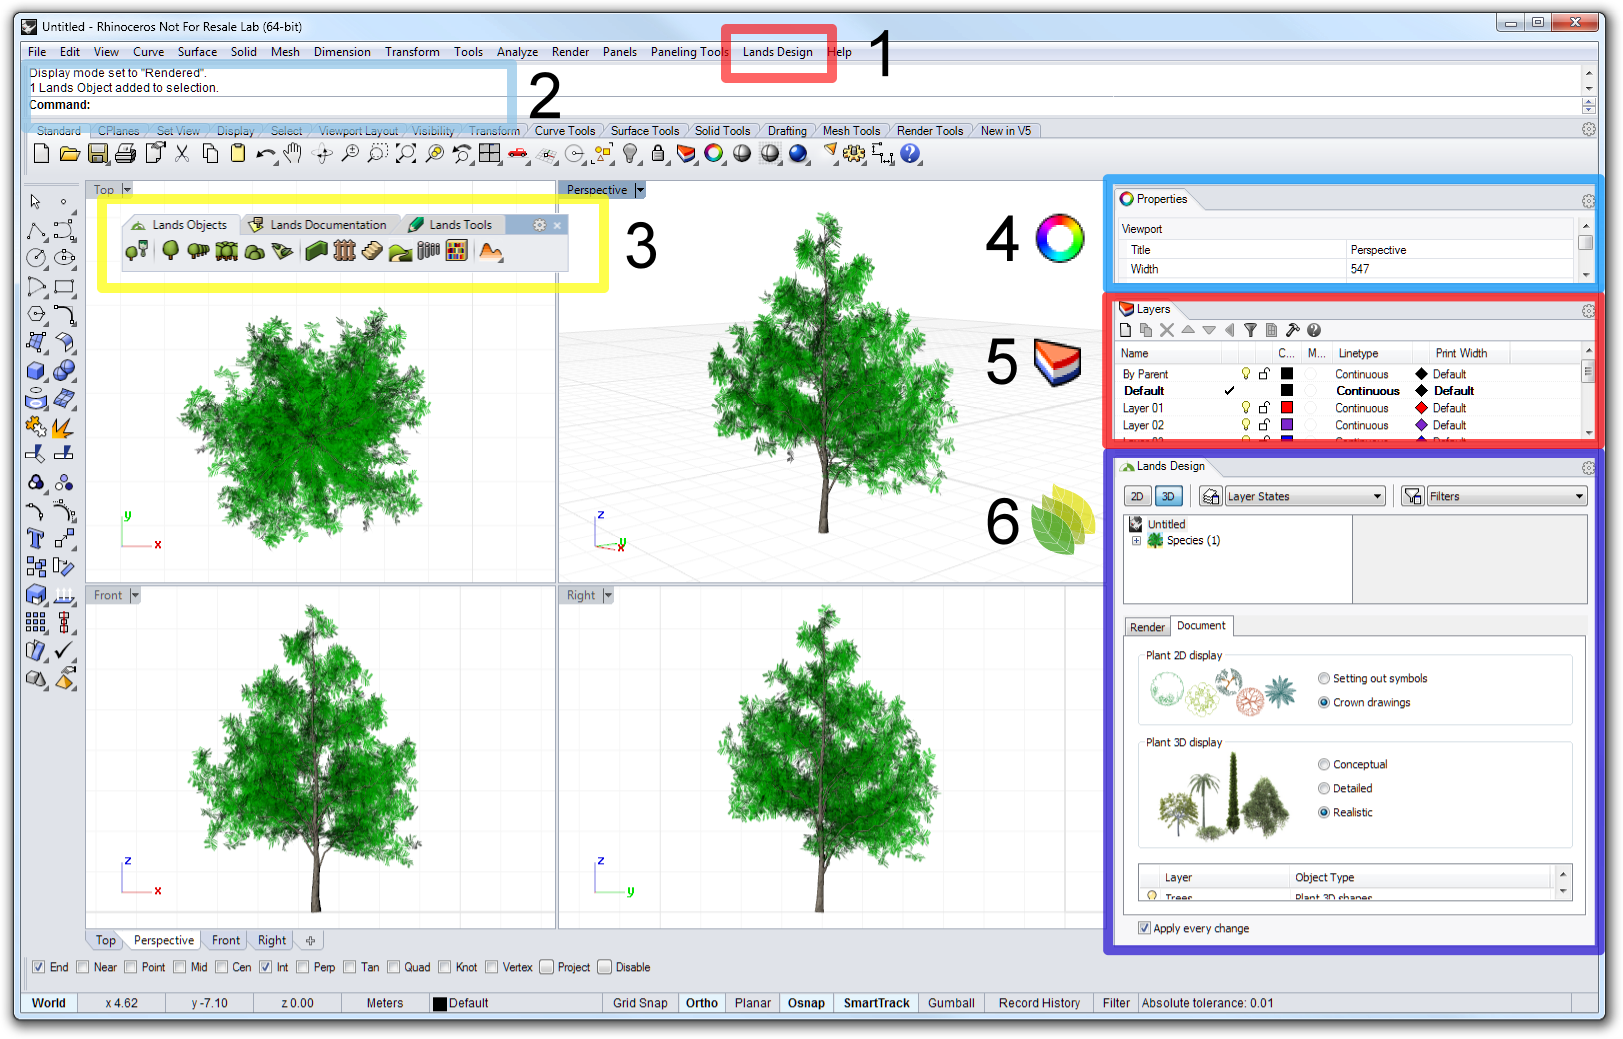 Untitled - Rhinoceros Not For Resale Lab (64-bit)
File Edit View Curve Surface Solid Mesh Dimension Transform Tools Analyze Render Panels Paneling Tools Lands Design Help 1
Display mode set to "Rendered".
1 Lands Object added to selection.
Command:
2
Standard CPlanes Set View Display Select Viewport Layout Visibility Transform Curve Tools Surface Tools Solid Tools Drafting Mesh Tools Render Tools New in V5
Top
Perspective
Lands Objects Lands Documentation Lands Tools
3
4
5
6
y
x
z
y
x
Front
Right
z
x
z
y
Properties
Viewport
Title Perspective
Width 547
Layers
Name C... M... Linetype Print Width
By Parent Continuous Default
Default Continuous Default
Layer 01 Continuous Default
Layer 02 Continuous Default
Layer 03 Continuous Default
Lands Design
2D 3D Layer States Filters
Untitled
Species (1)
Render Document
Plant 2D display
Setting out symbols
Crown drawings
Plant 3D display
Conceptual
Detailed
Realistic
Layer Object Type
Trees Plant 3D shapes
Apply every change
Top Perspective Front Right
End Near Point Mid Cen Int Perp Tan Quad Knot Vertex Project Disable
World x 4.62 y -7.10 z 0.00 Meters Default Grid Snap Ortho Planar Osnap SmartTrack Gumball Record History Filter Absolute tolerance: 0.01